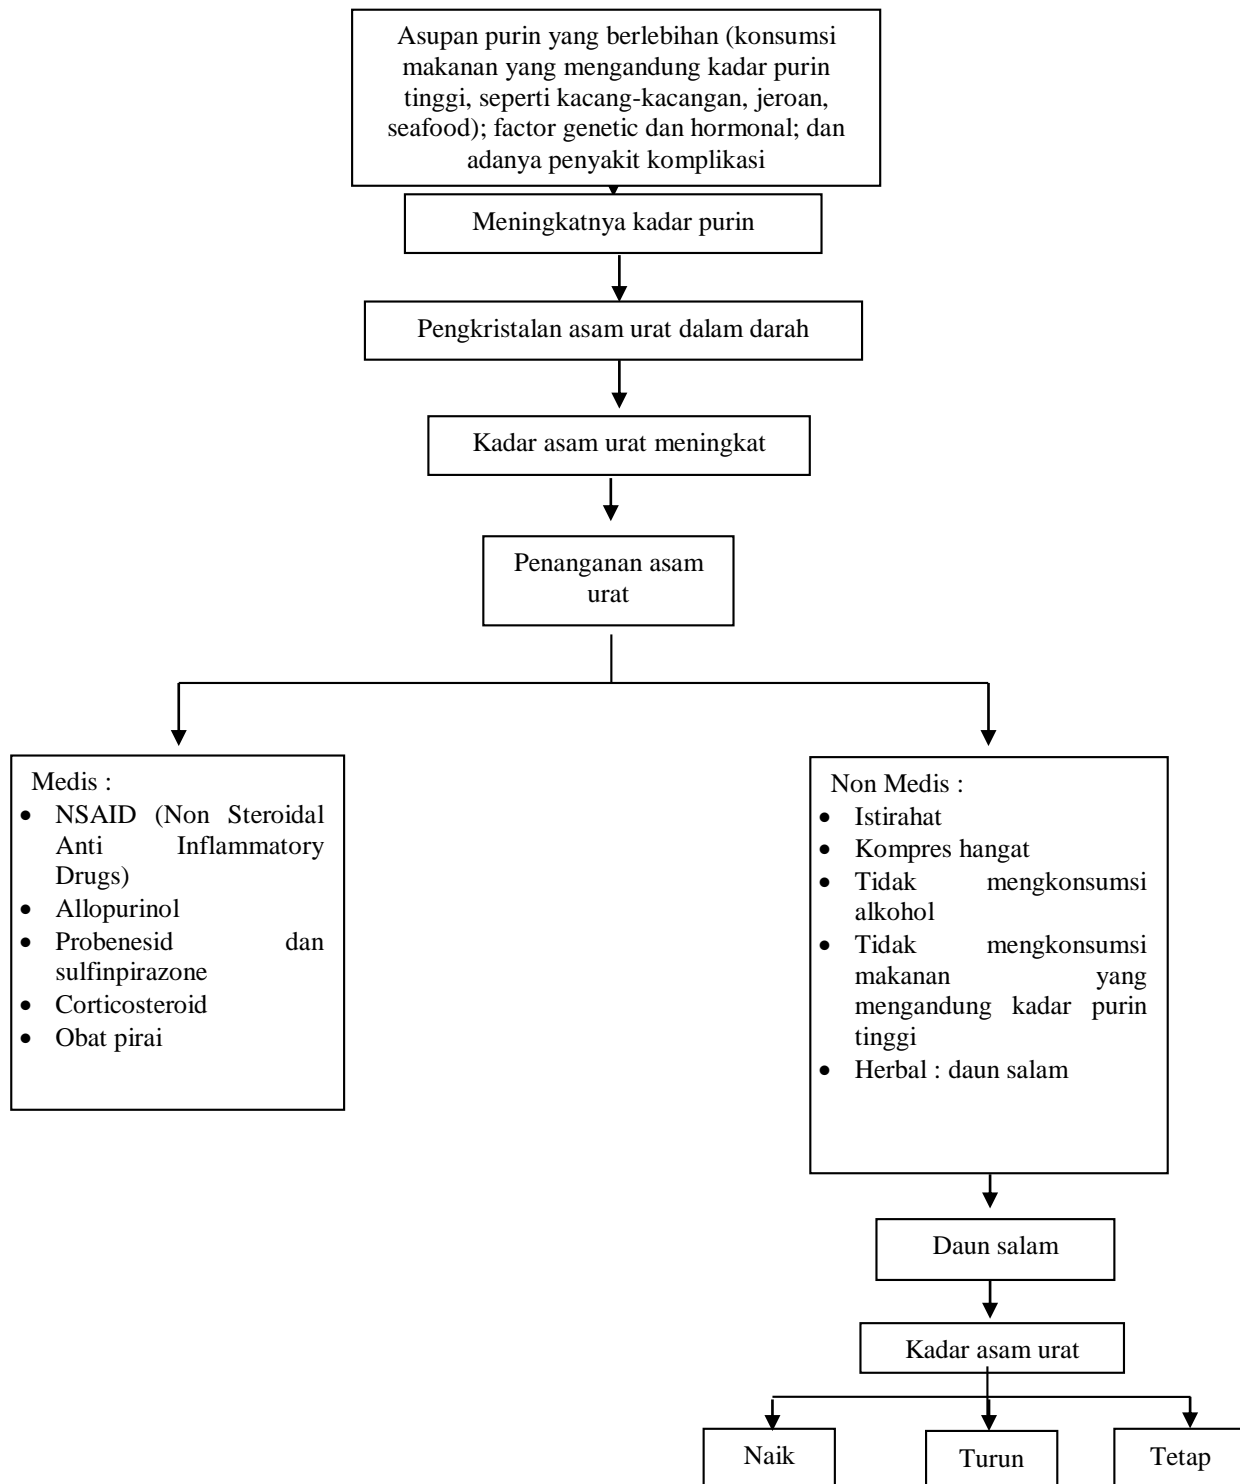 Asupan purin yang berlebihan (konsumsi
makanan yang mengandung kadar purin
tinggi, seperti kacang-kacangan, jeroan,
seafood); factor genetic dan hormonal; dan
adanya penyakit komplikasi
Meningkatnya kadar purin
Pengkristalan asam urat dalam darah
Kadar asam urat meningkat
Penanganan asam
urat
Medis :
• NSAID (Non Steroidal
Anti Inflammatory
Drugs)
• Allopurinol
• Probenesid dan
sulfinpirazone
• Corticosteroid
• Obat pirai
Non Medis :
• Istirahat
• Kompres hangat
• Tidak mengkonsumsi
alkohol
• Tidak mengkonsumsi
makanan yang
mengandung kadar purin
tinggi
• Herbal : daun salam
Daun salam
Kadar asam urat
Naik
Turun
Tetap